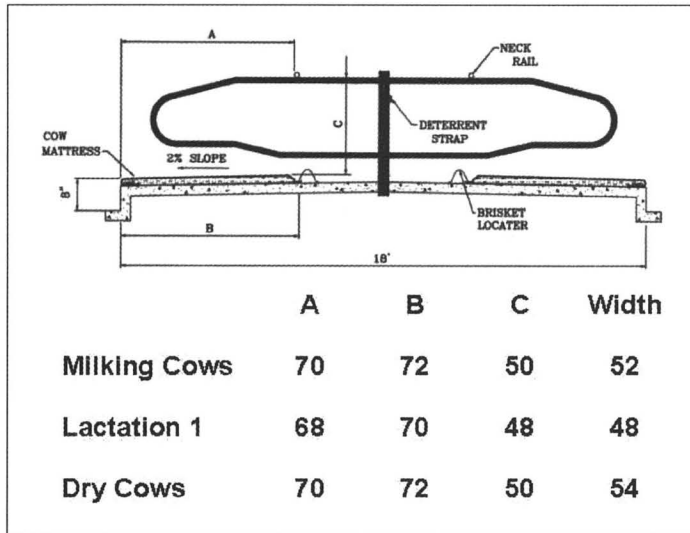 A
NECK
RAIL
C
DETERRENT
STRAP
COW
MATTRESS
2% SLOPE
8"
BRISKET
LOCATER
B
18'
A B C Width
Milking Cows 70 72 50 52
Lactation 1 68 70 48 48
Dry Cows 70 72 50 54